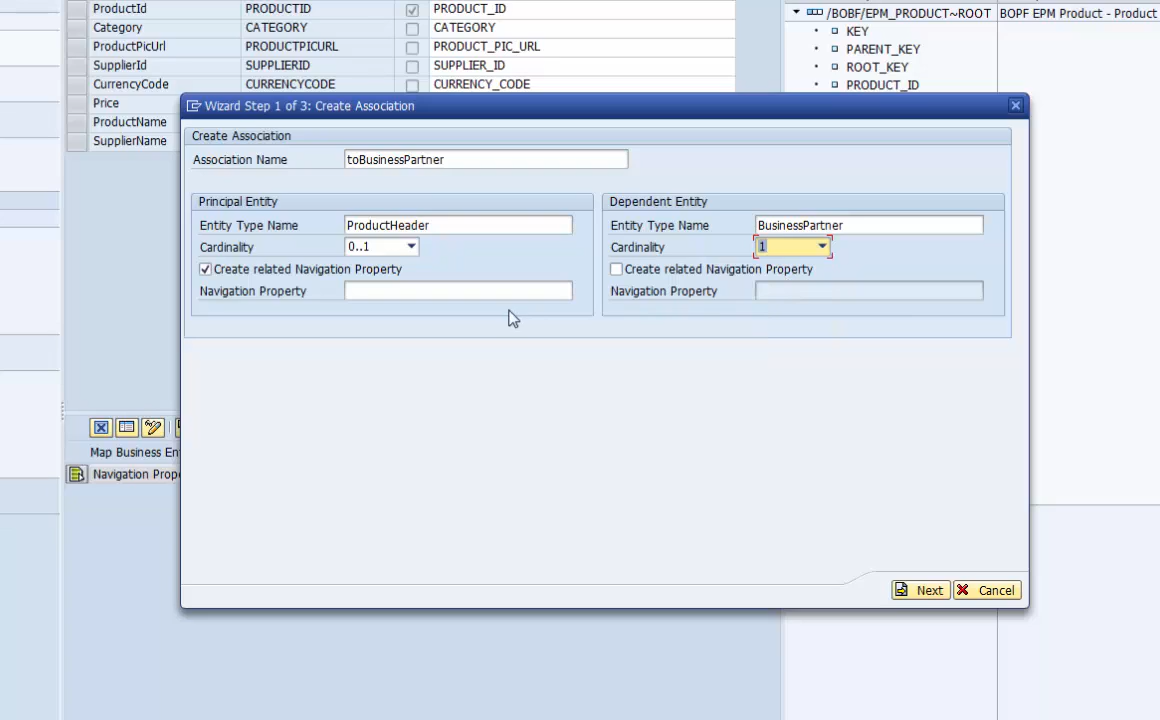 ProductId PRODUCTID PRODUCT_ID
Category CATEGORY CATEGORY
ProductPicUrl PRODUCTPICURL PRODUCT_PIC_URL
SupplierId SUPPLIERID SUPPLIER_ID
CurrencyCode CURRENCYCODE CURRENCY_CODE
Price
ProductName
SupplierName
/BOBF/EPM_PRODUCT~ROOT BOPF EPM Product - Product
KEY
PARENT_KEY
ROOT_KEY
PRODUCT_ID
Wizard Step 1 of 3: Create Association
Create Association
Association Name toBusinessPartner
Principal Entity
Entity Type Name ProductHeader
Cardinality 0..1
Create related Navigation Property
Navigation Property
Dependent Entity
Entity Type Name BusinessPartner
Cardinality 1
Create related Navigation Property
Navigation Property
Map Business En
Navigation Prope
Next Cancel